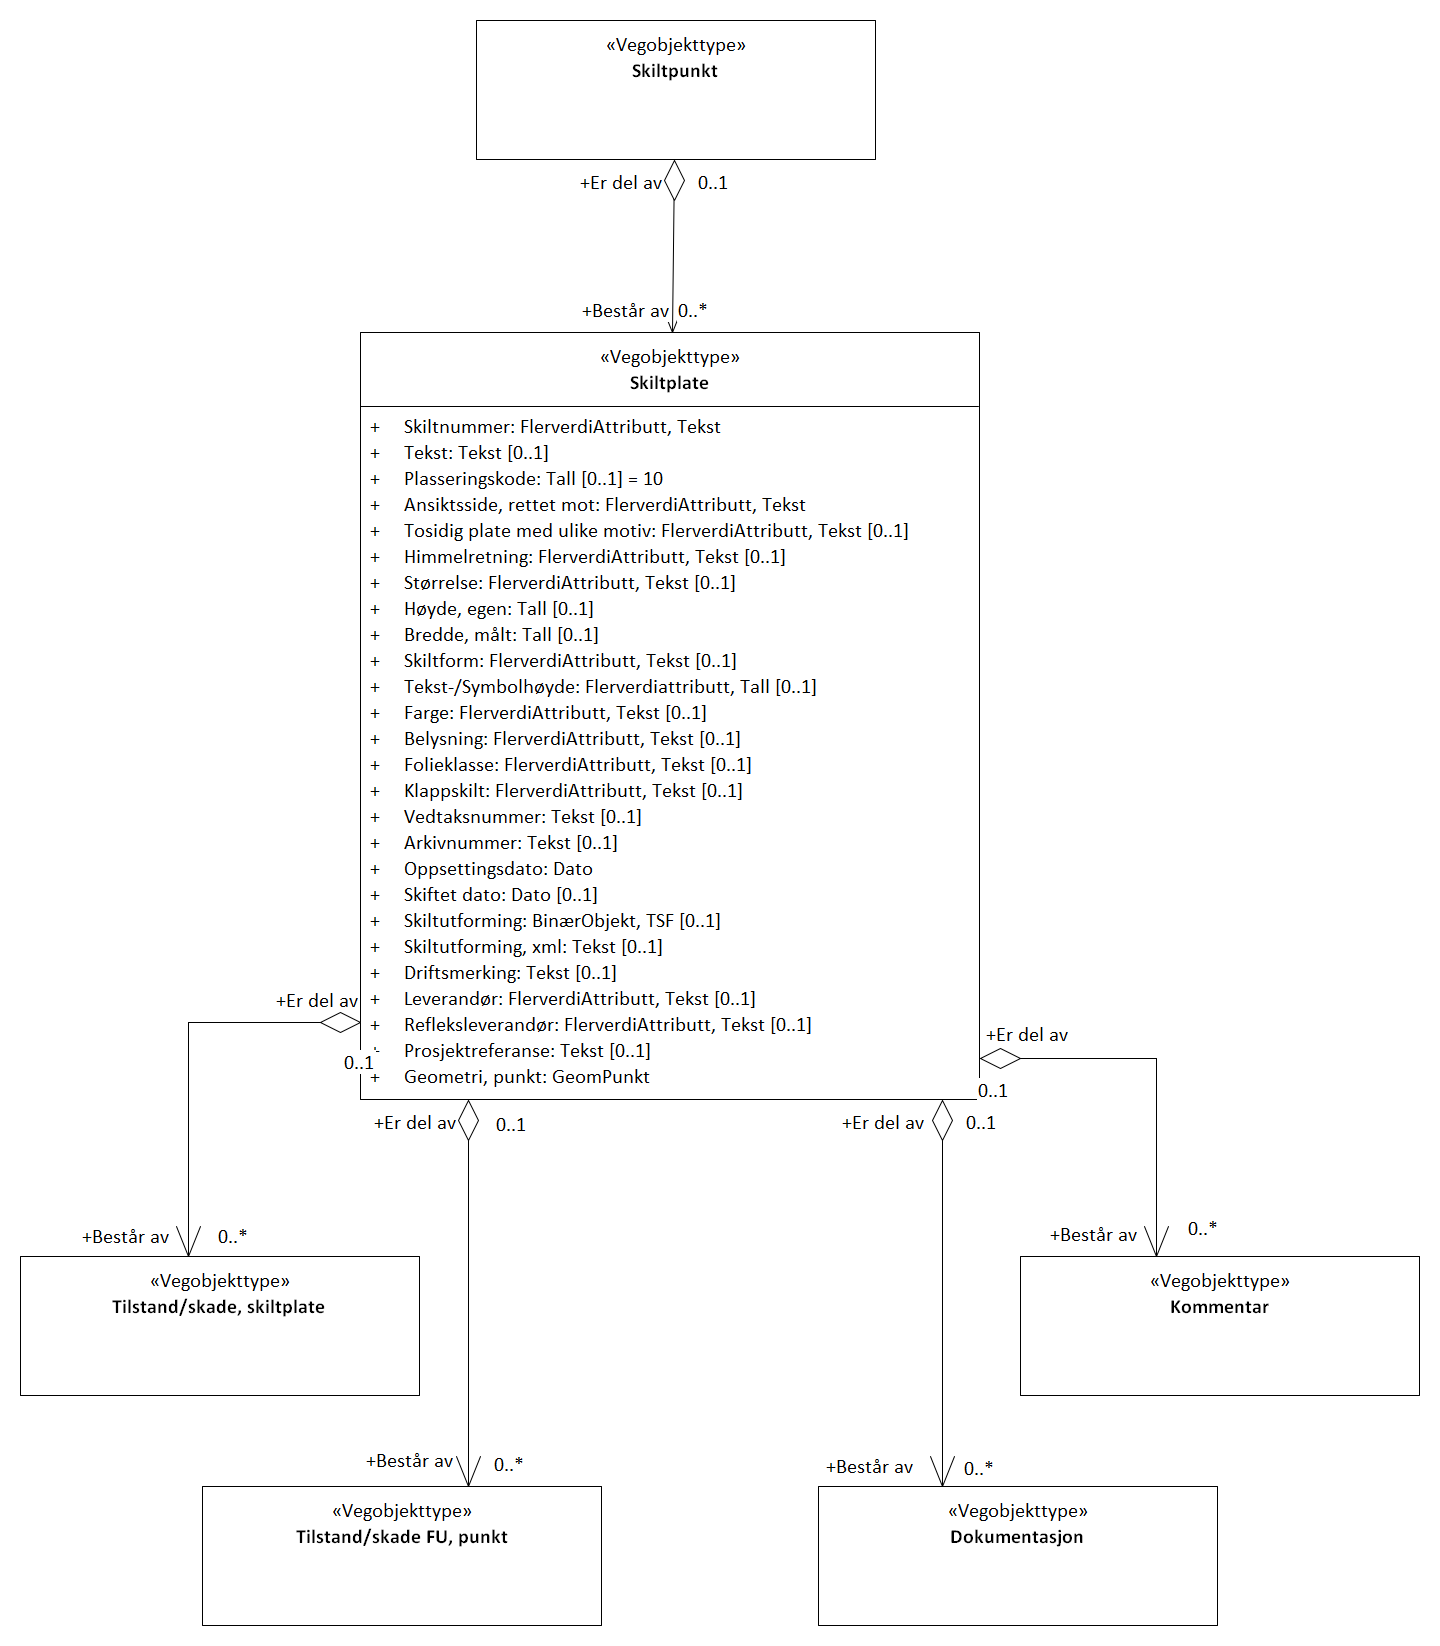 «Vegobjekttype»
Skiltpunkt
+Er del av 0..1
+Består av 0..*
«Vegobjekttype»
Skiltplate
+ Skiltnummer: FlerverdiAttributt, Tekst
+ Tekst: Tekst [0..1]
+ Plasseringskode: Tall [0..1] = 10
+ Ansiktsside, rettet mot: FlerverdiAttributt, Tekst
+ Tosidig plate med ulike motiv: FlerverdiAttributt, Tekst [0..1]
+ Himmelretning: FlerverdiAttributt, Tekst [0..1]
+ Størrelse: FlerverdiAttributt, Tekst [0..1]
+ Høyde, egen: Tall [0..1]
+ Bredde, målt: Tall [0..1]
+ Skiltform: FlerverdiAttributt, Tekst [0..1]
+ Tekst-/Symbolhøyde: Flerverdiattributt, Tall [0..1]
+ Farge: FlerverdiAttributt, Tekst [0..1]
+ Belysning: FlerverdiAttributt, Tekst [0..1]
+ Folieklasse: FlerverdiAttributt, Tekst [0..1]
+ Klappskilt: FlerverdiAttributt, Tekst [0..1]
+ Vedtaksnummer: Tekst [0..1]
+ Arkivnummer: Tekst [0..1]
+ Oppsettingsdato: Dato
+ Skiftet dato: Dato [0..1]
+ Skiltutforming: BinærObjekt, TSF [0..1]
+ Skiltutforming, xml: Tekst [0..1]
+ Driftsmerking: Tekst [0..1]
+ Leverandør: FlerverdiAttributt, Tekst [0..1]
+ Refleksleverandør: FlerverdiAttributt, Tekst [0..1]
+ Prosjektreferanse: Tekst [0..1]
+ Geometri, punkt: GeomPunkt
+Er del av
0..1
+Er del av
0..1
+Er del av 0..1
+Er del av 0..1
+Består av 0..*
«Vegobjekttype»
Tilstand/skade, skiltplate
+Består av 0..*
«Vegobjekttype»
Kommentar
+Består av 0..*
«Vegobjekttype»
Tilstand/skade FU, punkt
+Består av 0..*
«Vegobjekttype»
Dokumentasjon